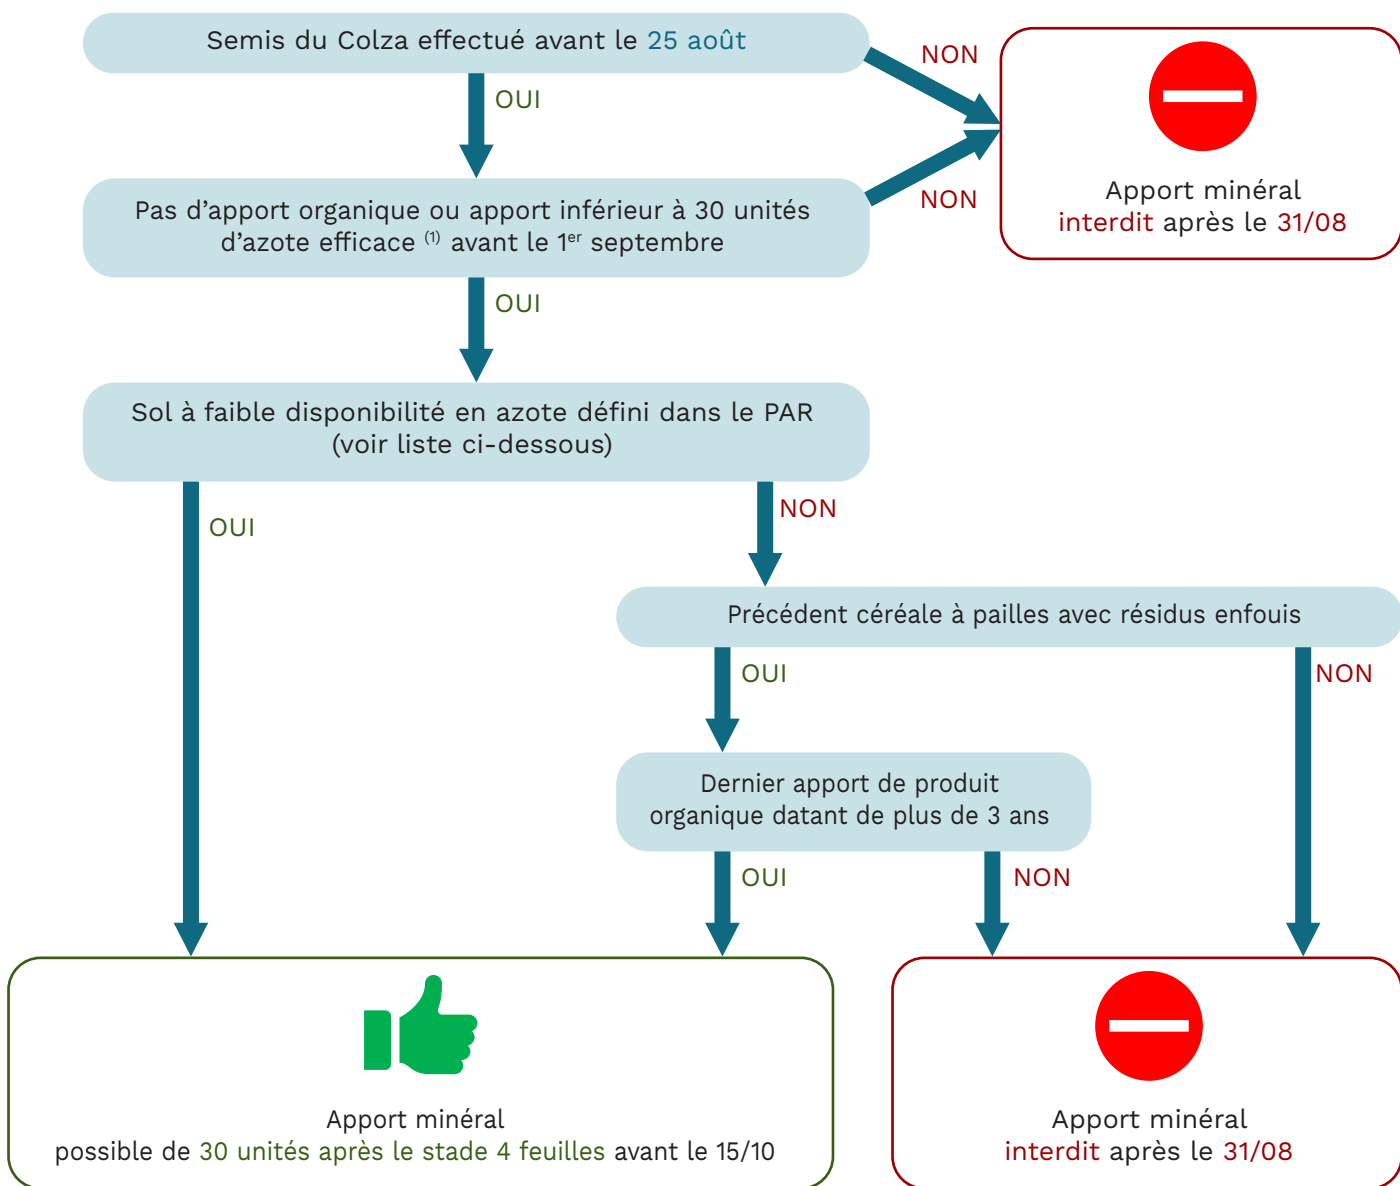 Semis du Colza effectué avant le 25 août
NON
OUI
Apport minéral
interdit après le 31/08
NON
Pas d’apport organique ou apport inférieur à 30 unités
d’azote efficace (1) avant le 1er septembre
OUI
Sol à faible disponibilité en azote défini dans le PAR
(voir liste ci-dessous)
OUI
NON
Précédent céréale à pailles avec résidus enfouis
OUI
NON
Dernier apport de produit
organique datant de plus de 3 ans
OUI
NON
Apport minéral
possible de 30 unités après le stade 4 feuilles avant le 15/10
Apport minéral
interdit après le 31/08